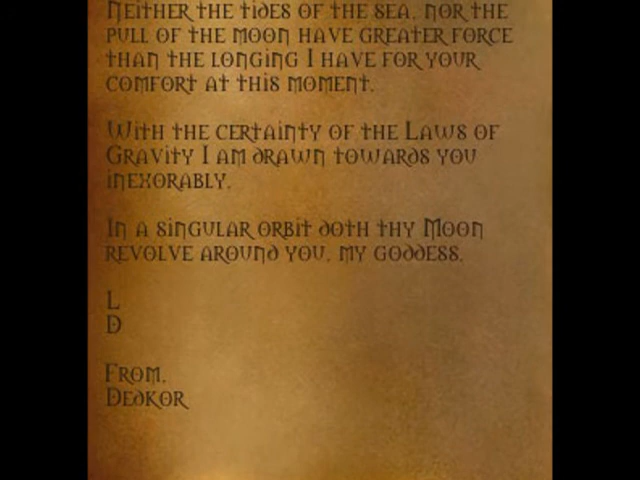 Neither the tides of the sea, nor the
pull of the moon have greater force
than the longing I have for your
comfort at this moment.
With the certainty of the Laws of
Gravity I am drawn towards you
inexorably.
In a singular orbit doth thy Moon
revolve around you, my goddess.
L
D
From,
Dedkor